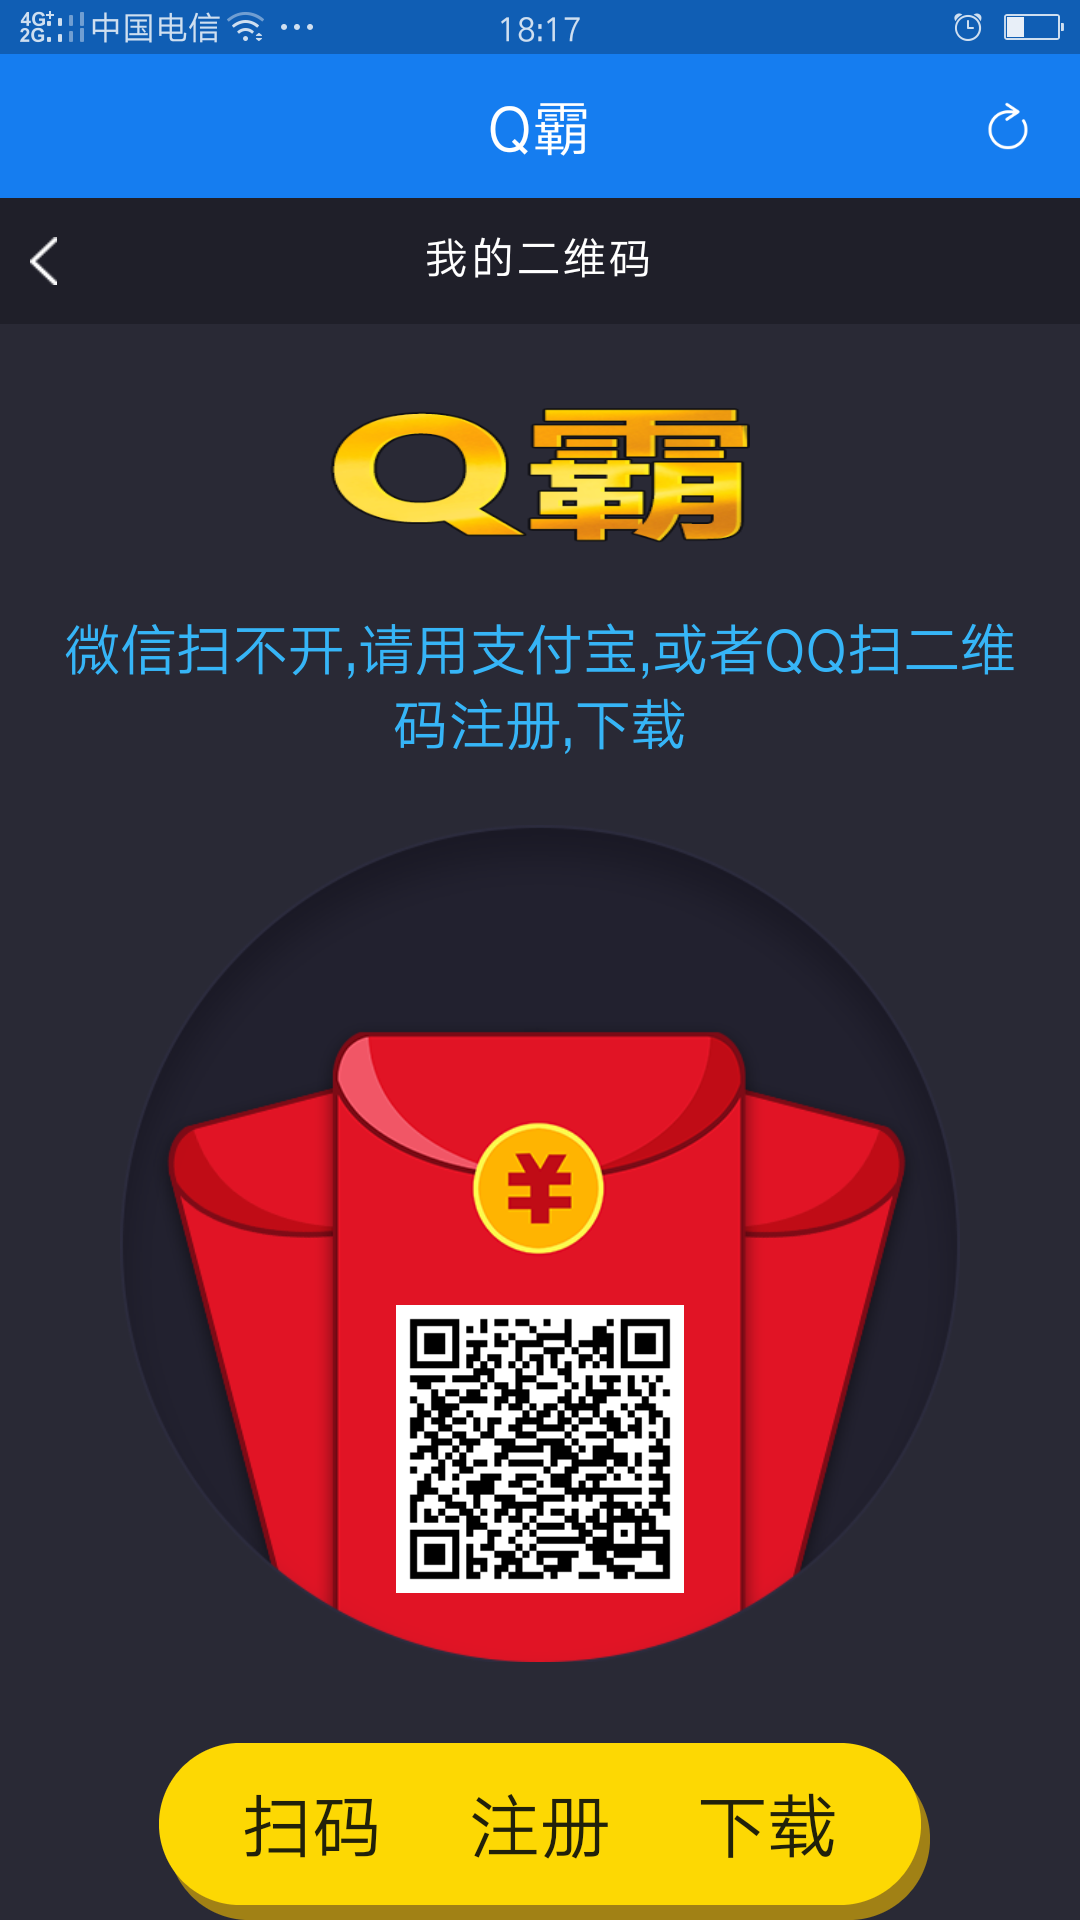 4G+ 2G 中国电信 ··· 18:17
Q霸
我的二维码
Q霸
微信扫不开,请用支付宝,或者QQ扫二维
码注册,下载
¥
扫码 注册 下载